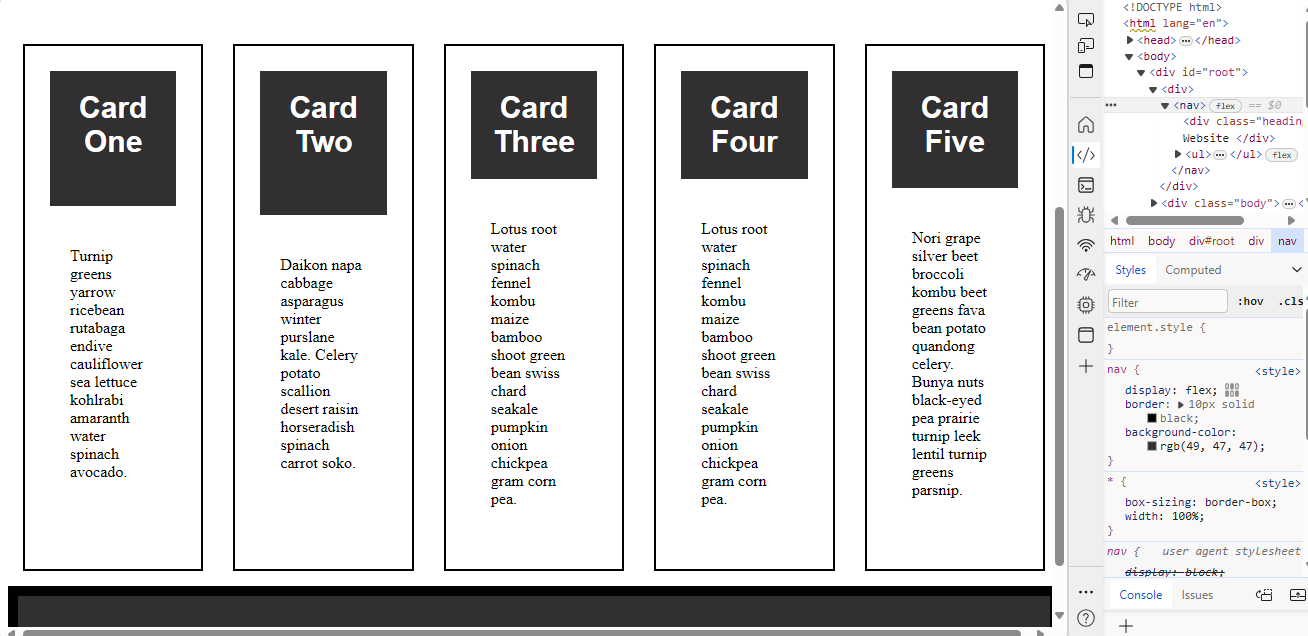 Card
One
Turnip
greens
yarrow
ricebean
rutabaga
endive
cauliflower
sea lettuce
kohlrabi
amaranth
water
spinach
avocado.
Card
Two
Daikon napa
cabbage
asparagus
winter
purslane
kale. Celery
potato
scallion
desert raisin
horseradish
spinach
carrot soko.
Card
Three
Lotus root
water
spinach
fennel
kombu
maize
bamboo
shoot green
bean swiss
chard
seakale
pumpkin
onion
chickpea
gram corn
pea.
Card
Four
Lotus root
water
spinach
fennel
kombu
maize
bamboo
shoot green
bean swiss
chard
seakale
pumpkin
onion
chickpea
gram corn
pea.
Card
Five
Nori grape
silver beet
broccoli
kombu beet
greens fava
bean potato
quandong
celery.
Bunya nuts
black-eyed
pea prairie
turnip leek
lentil turnip
greens
parsnip.
<!DOCTYPE html>
<html lang="en">
<head> ⋯ </head>
<body>
<div id="root">
<div>
<nav> flex == $0
<div class="headin
Website </div>
<ul> ⋯ </ul> flex
</nav>
</div>
<div class="body"> ⋯ <
html body div#root div nav
Styles Computed
Filter :hov .cls
element.style {
}
nav { <style>
display: flex;
border: 10px solid
black;
background-color:
rgb(49, 47, 47);
}
* { <style>
box-sizing: border-box;
width: 100%;
}
nav { user agent stylesheet
display: block;
Console Issues